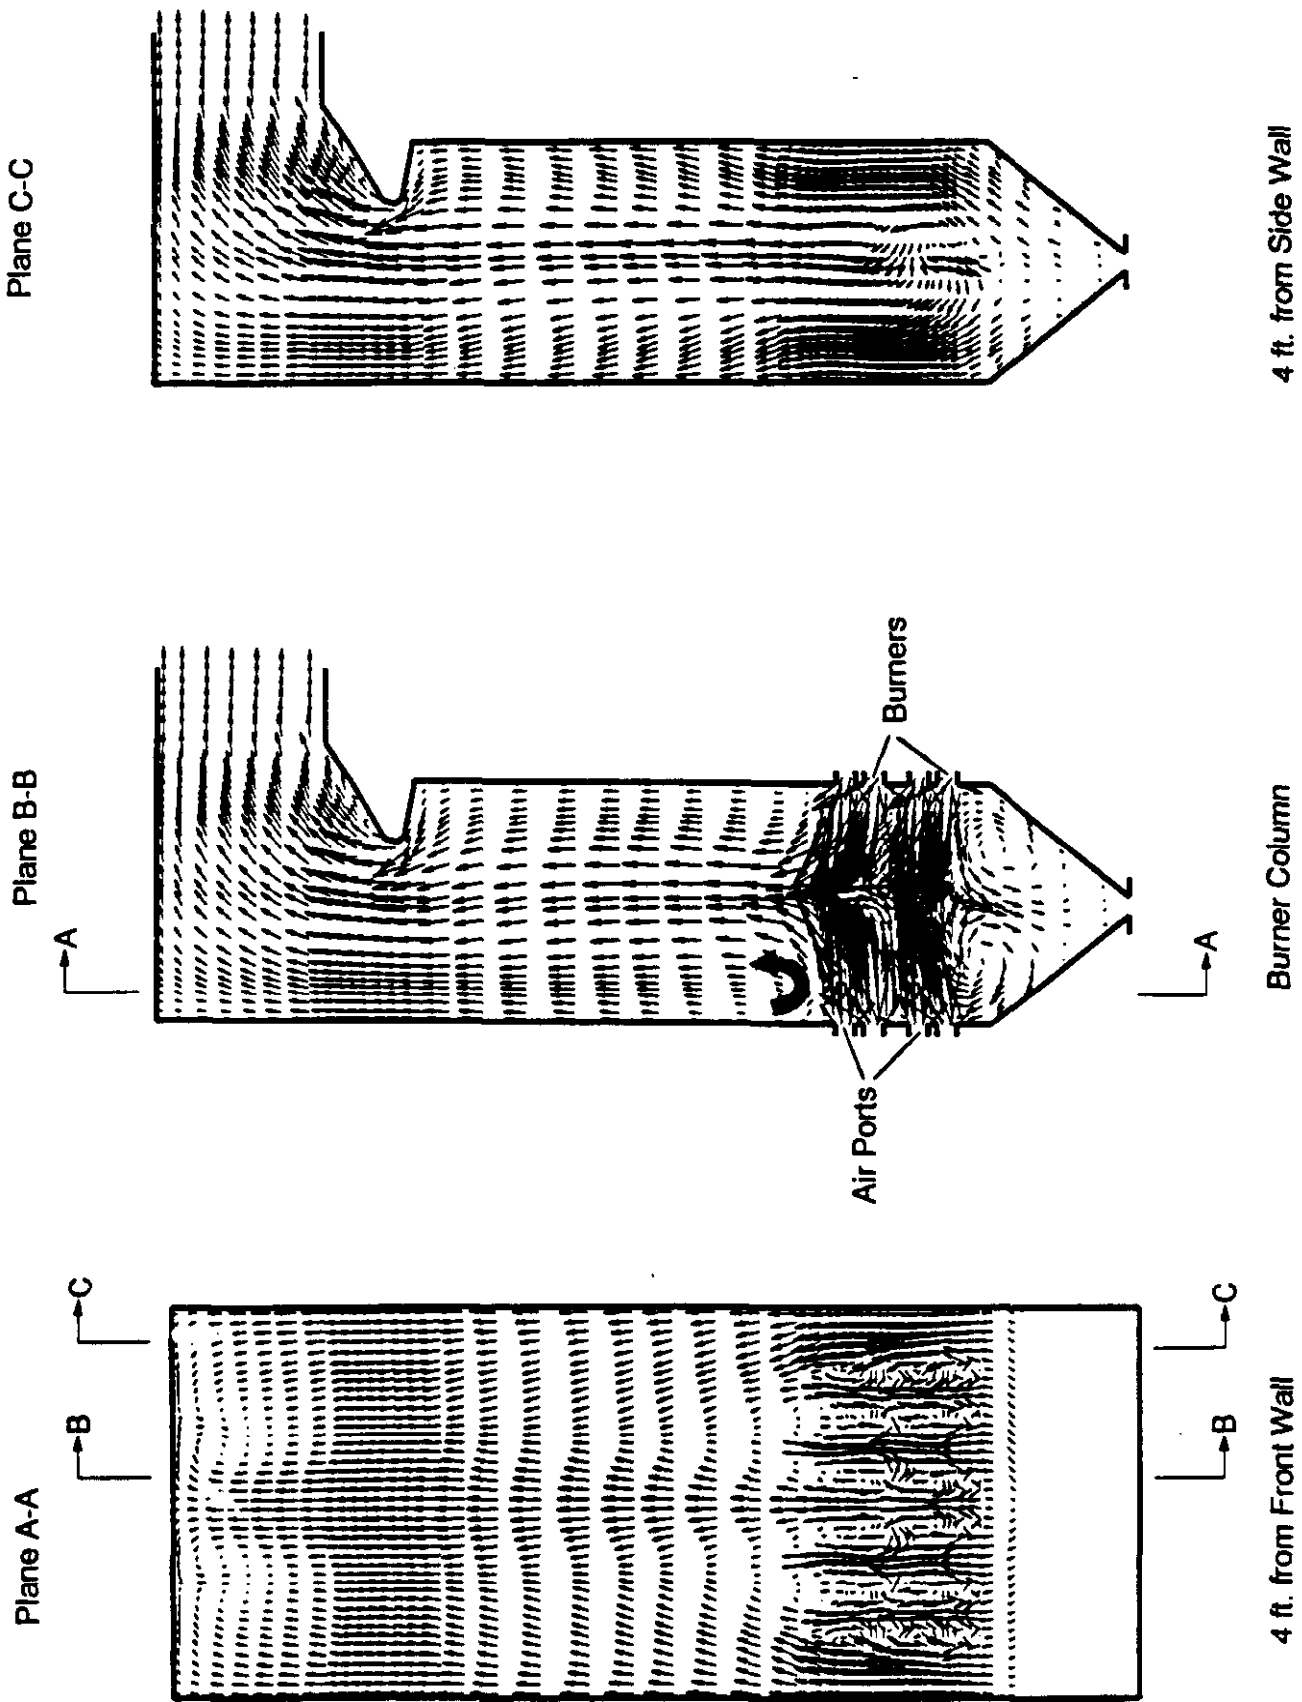 Plane A-A
Plane B-B
Plane C-C
B
C
A
Air Ports
Burners
B
C
A
4 ft. from Front Wall
Burner Column
4 ft. from Side Wall